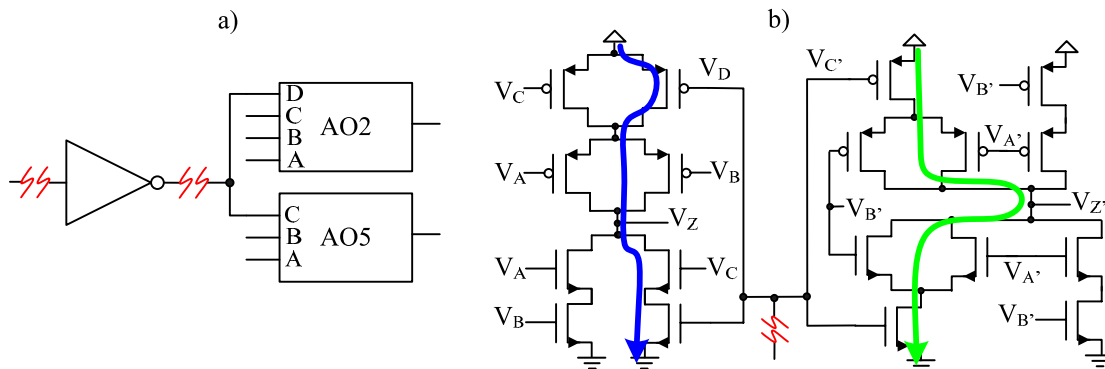 a)
D
C
B
A
AO2
C
B
A
AO5
b)
V_C
V_D
V_A
V_B
V_Z
V_A
V_C
V_B
V_C'
V_B'
V_A'
V_B'
V_Z'
V_A'
V_B'